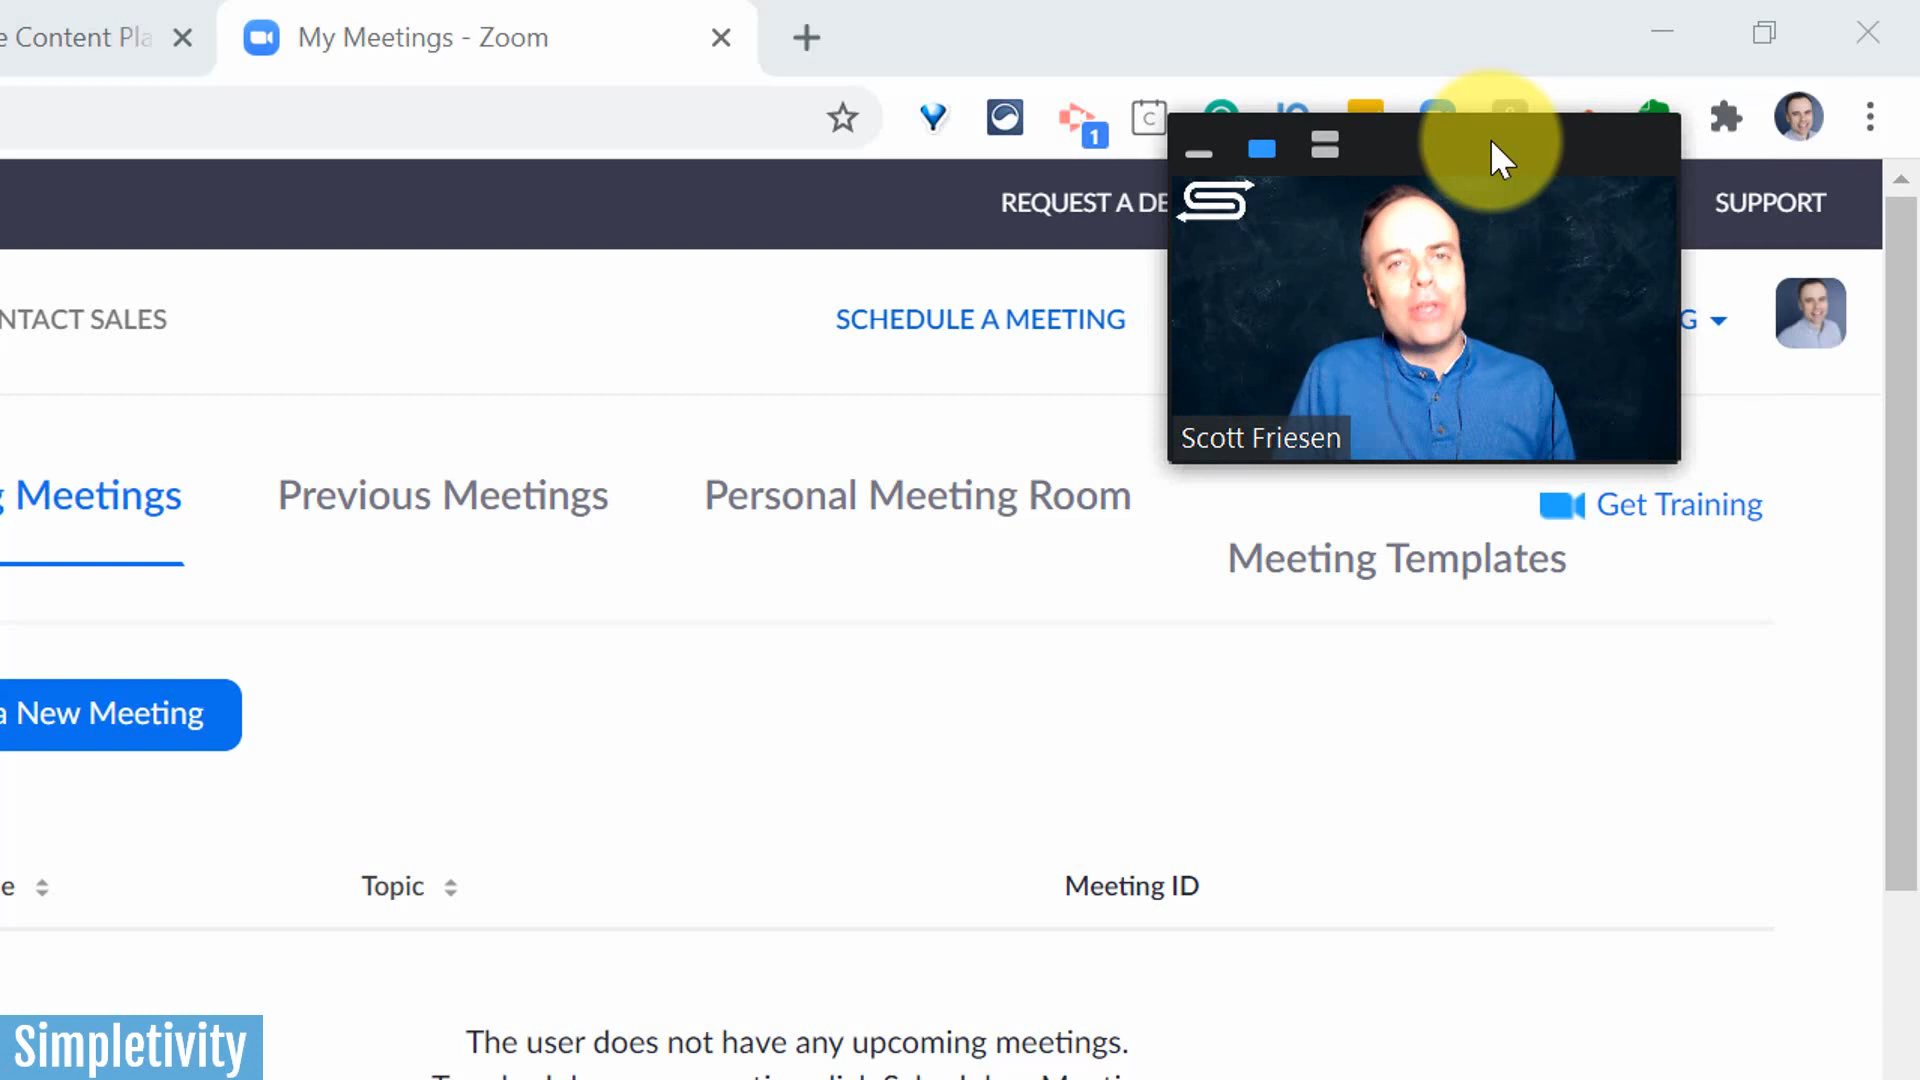 e Content Pla
My Meetings - Zoom
1
C
REQUEST A DE
SUPPORT
NTACT SALES
SCHEDULE A MEETING
G
Scott Friesen
g Meetings
Previous Meetings
Personal Meeting Room
Get Training
Meeting Templates
a New Meeting
e
Topic
Meeting ID
The user does not have any upcoming meetings.
Simpletivity